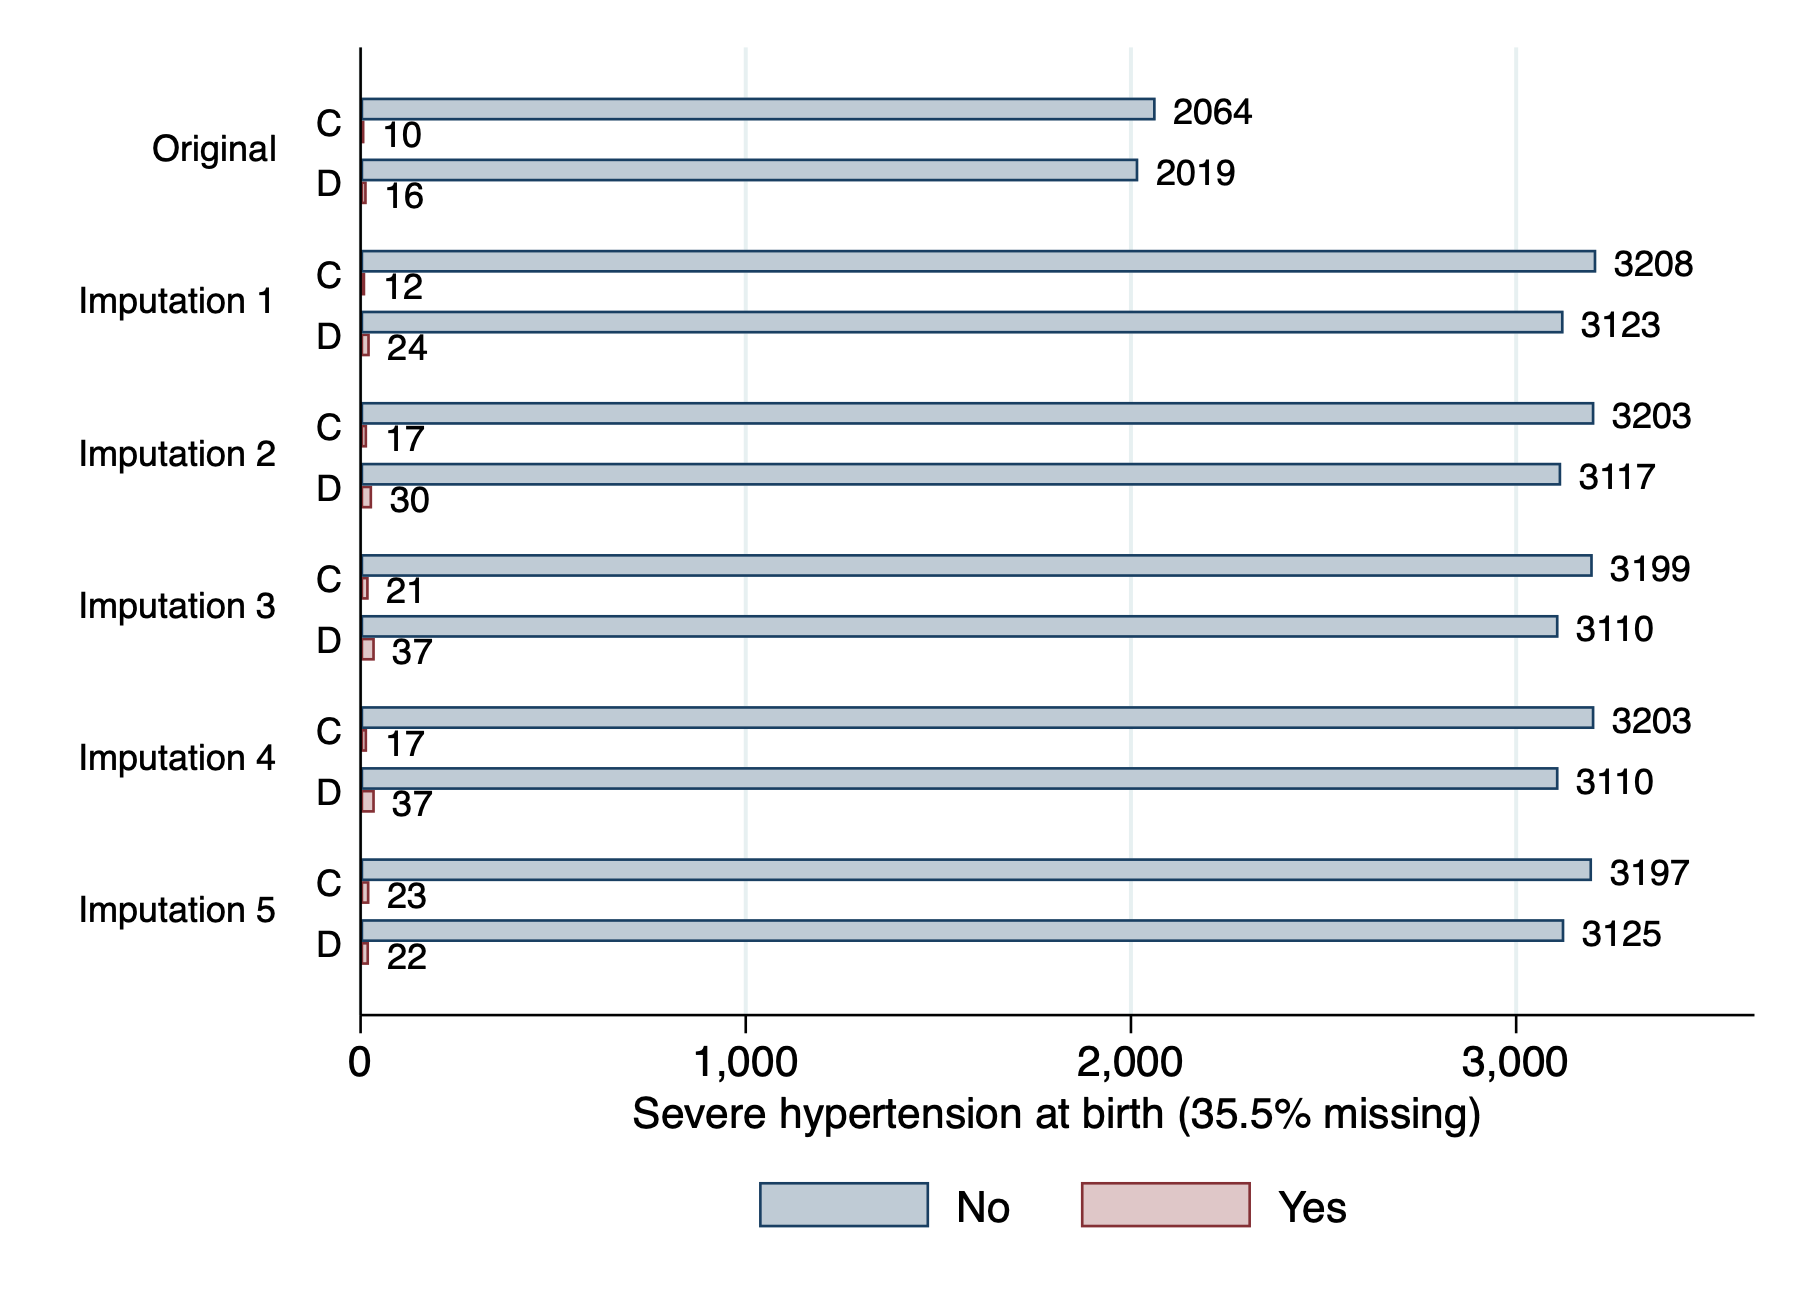 Original
C
2064
10
D
2019
16
Imputation 1
C
3208
12
D
3123
24
Imputation 2
C
3203
17
D
3117
30
Imputation 3
C
3199
21
D
3110
37
Imputation 4
C
3203
17
D
3110
37
Imputation 5
C
3197
23
D
3125
22
0 1,000 2,000 3,000
Severe hypertension at birth (35.5% missing)
No Yes